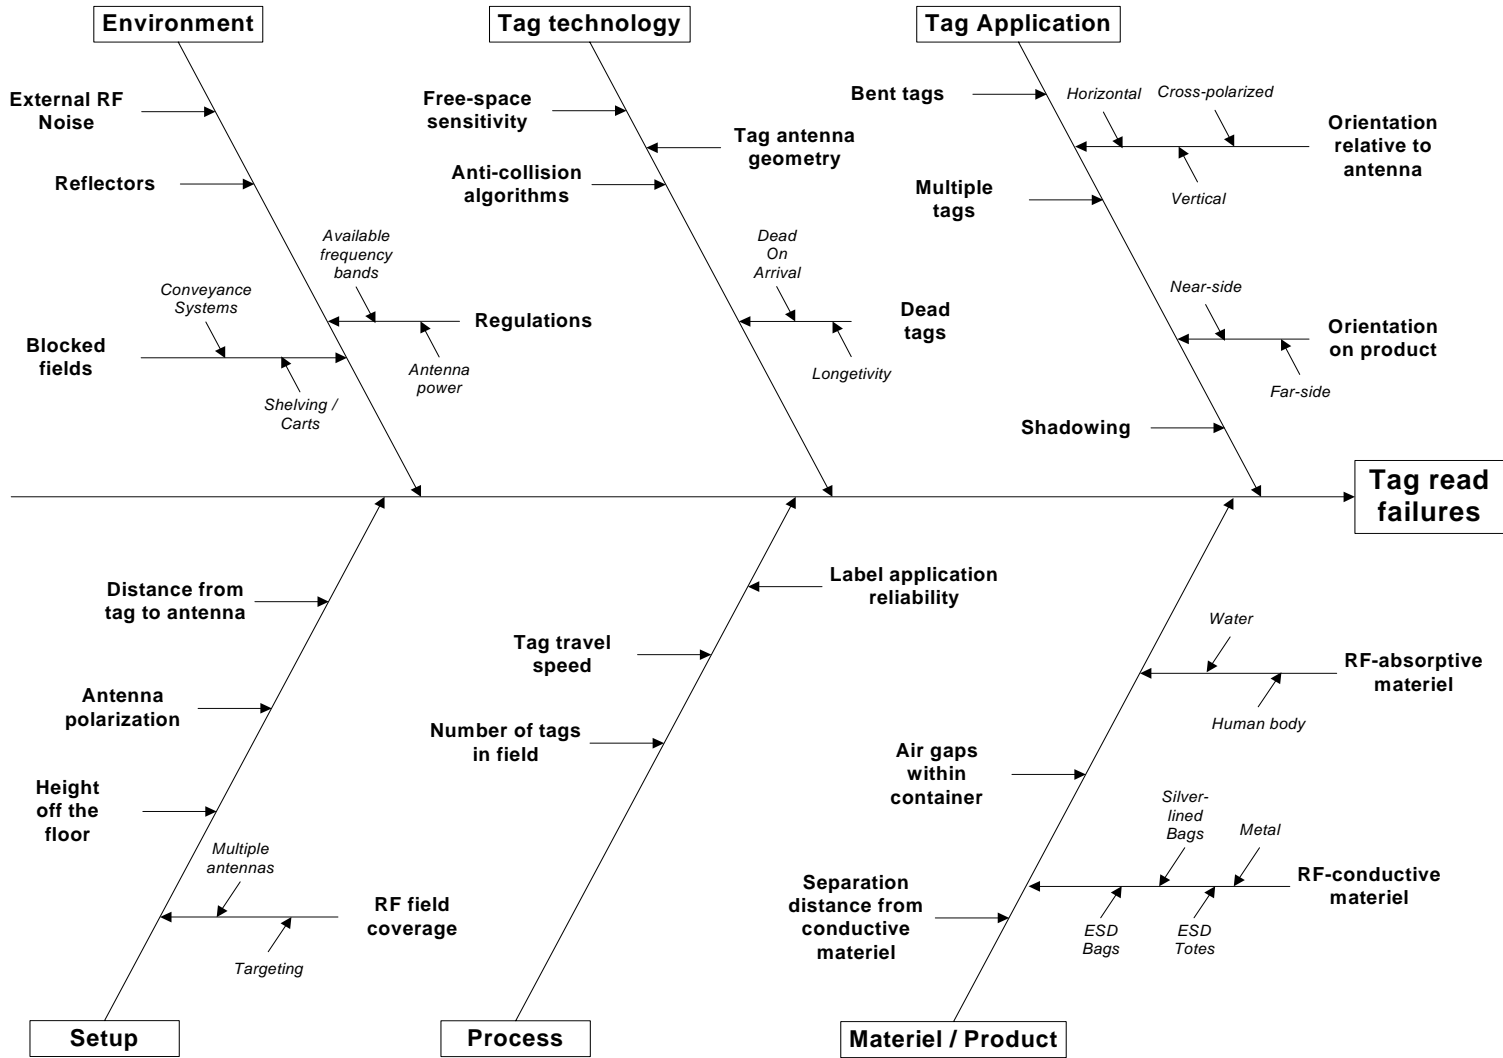 Environment
Tag technology
Tag Application
External RF
Noise
Reflectors
Available
frequency
bands
Conveyance
Systems
Regulations
Blocked
fields
Antenna
power
Shelving /
Carts
Free-space
sensitivity
Tag antenna
geometry
Anti-collision
algorithms
Dead
On
Arrival
Dead
tags
Longetivity
Bent tags
Horizontal
Cross-polarized
Orientation
relative to
antenna
Multiple
tags
Vertical
Near-side
Orientation
on product
Far-side
Shadowing
Tag read
failures
Distance from
tag to antenna
Antenna
polarization
Height
off the
floor
Multiple
antennas
RF field
coverage
Targeting
Label application
reliability
Tag travel
speed
Number of tags
in field
Water
RF-absorptive
materiel
Human body
Air gaps
within
container
Silver-
lined
Bags
Metal
RF-conductive
materiel
Separation
distance from
conductive
materiel
ESD
Bags
ESD
Totes
Setup
Process
Materiel / Product